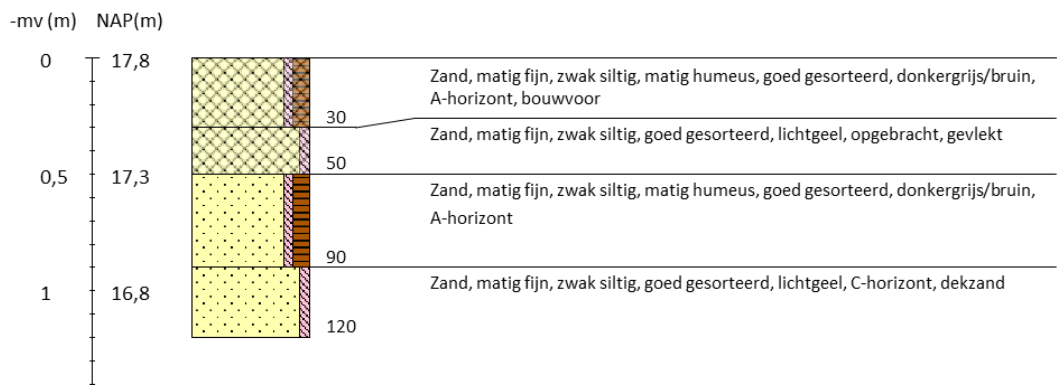 -mv (m) NAP(m)
0 17,8
Zand, matig fijn, zwak siltig, matig humeus, goed gesorteerd, donkergrijs/bruin,
A-horizont, bouwvoor
30
Zand, matig fijn, zwak siltig, goed gesorteerd, lichtgeel, opgebracht, gevlekt
50
0,5 17,3
Zand, matig fijn, zwak siltig, matig humeus, goed gesorteerd, donkergrijs/bruin,
A-horizont
90
Zand, matig fijn, zwak siltig, goed gesorteerd, lichtgeel, C-horizont, dekzand
1 16,8
120